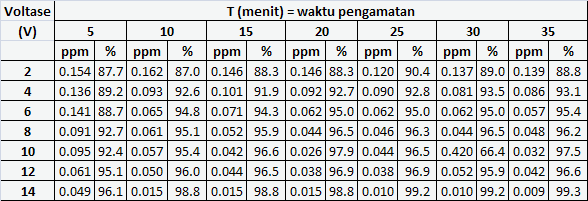 Voltase T (menit) = waktu pengamatan
(V) 5 10 15 20 25 30 35
ppm % ppm % ppm % ppm % ppm % ppm % ppm %
2 0.154 87.7 0.162 87.0 0.146 88.3 0.146 88.3 0.120 90.4 0.137 89.0 0.139 88.8
4 0.136 89.2 0.093 92.6 0.101 91.9 0.092 92.7 0.090 92.8 0.081 93.5 0.086 93.1
6 0.141 88.7 0.065 94.8 0.071 94.3 0.062 95.0 0.062 95.0 0.062 95.0 0.057 95.4
8 0.091 92.7 0.061 95.1 0.052 95.9 0.044 96.5 0.046 96.3 0.044 96.5 0.048 96.2
10 0.095 92.4 0.057 95.4 0.042 96.6 0.026 97.9 0.044 96.5 0.420 66.4 0.032 97.5
12 0.061 95.1 0.050 96.0 0.044 96.5 0.038 96.9 0.038 96.9 0.052 95.9 0.042 96.6
14 0.049 96.1 0.015 98.8 0.015 98.8 0.015 98.8 0.010 99.2 0.010 99.2 0.009 99.3